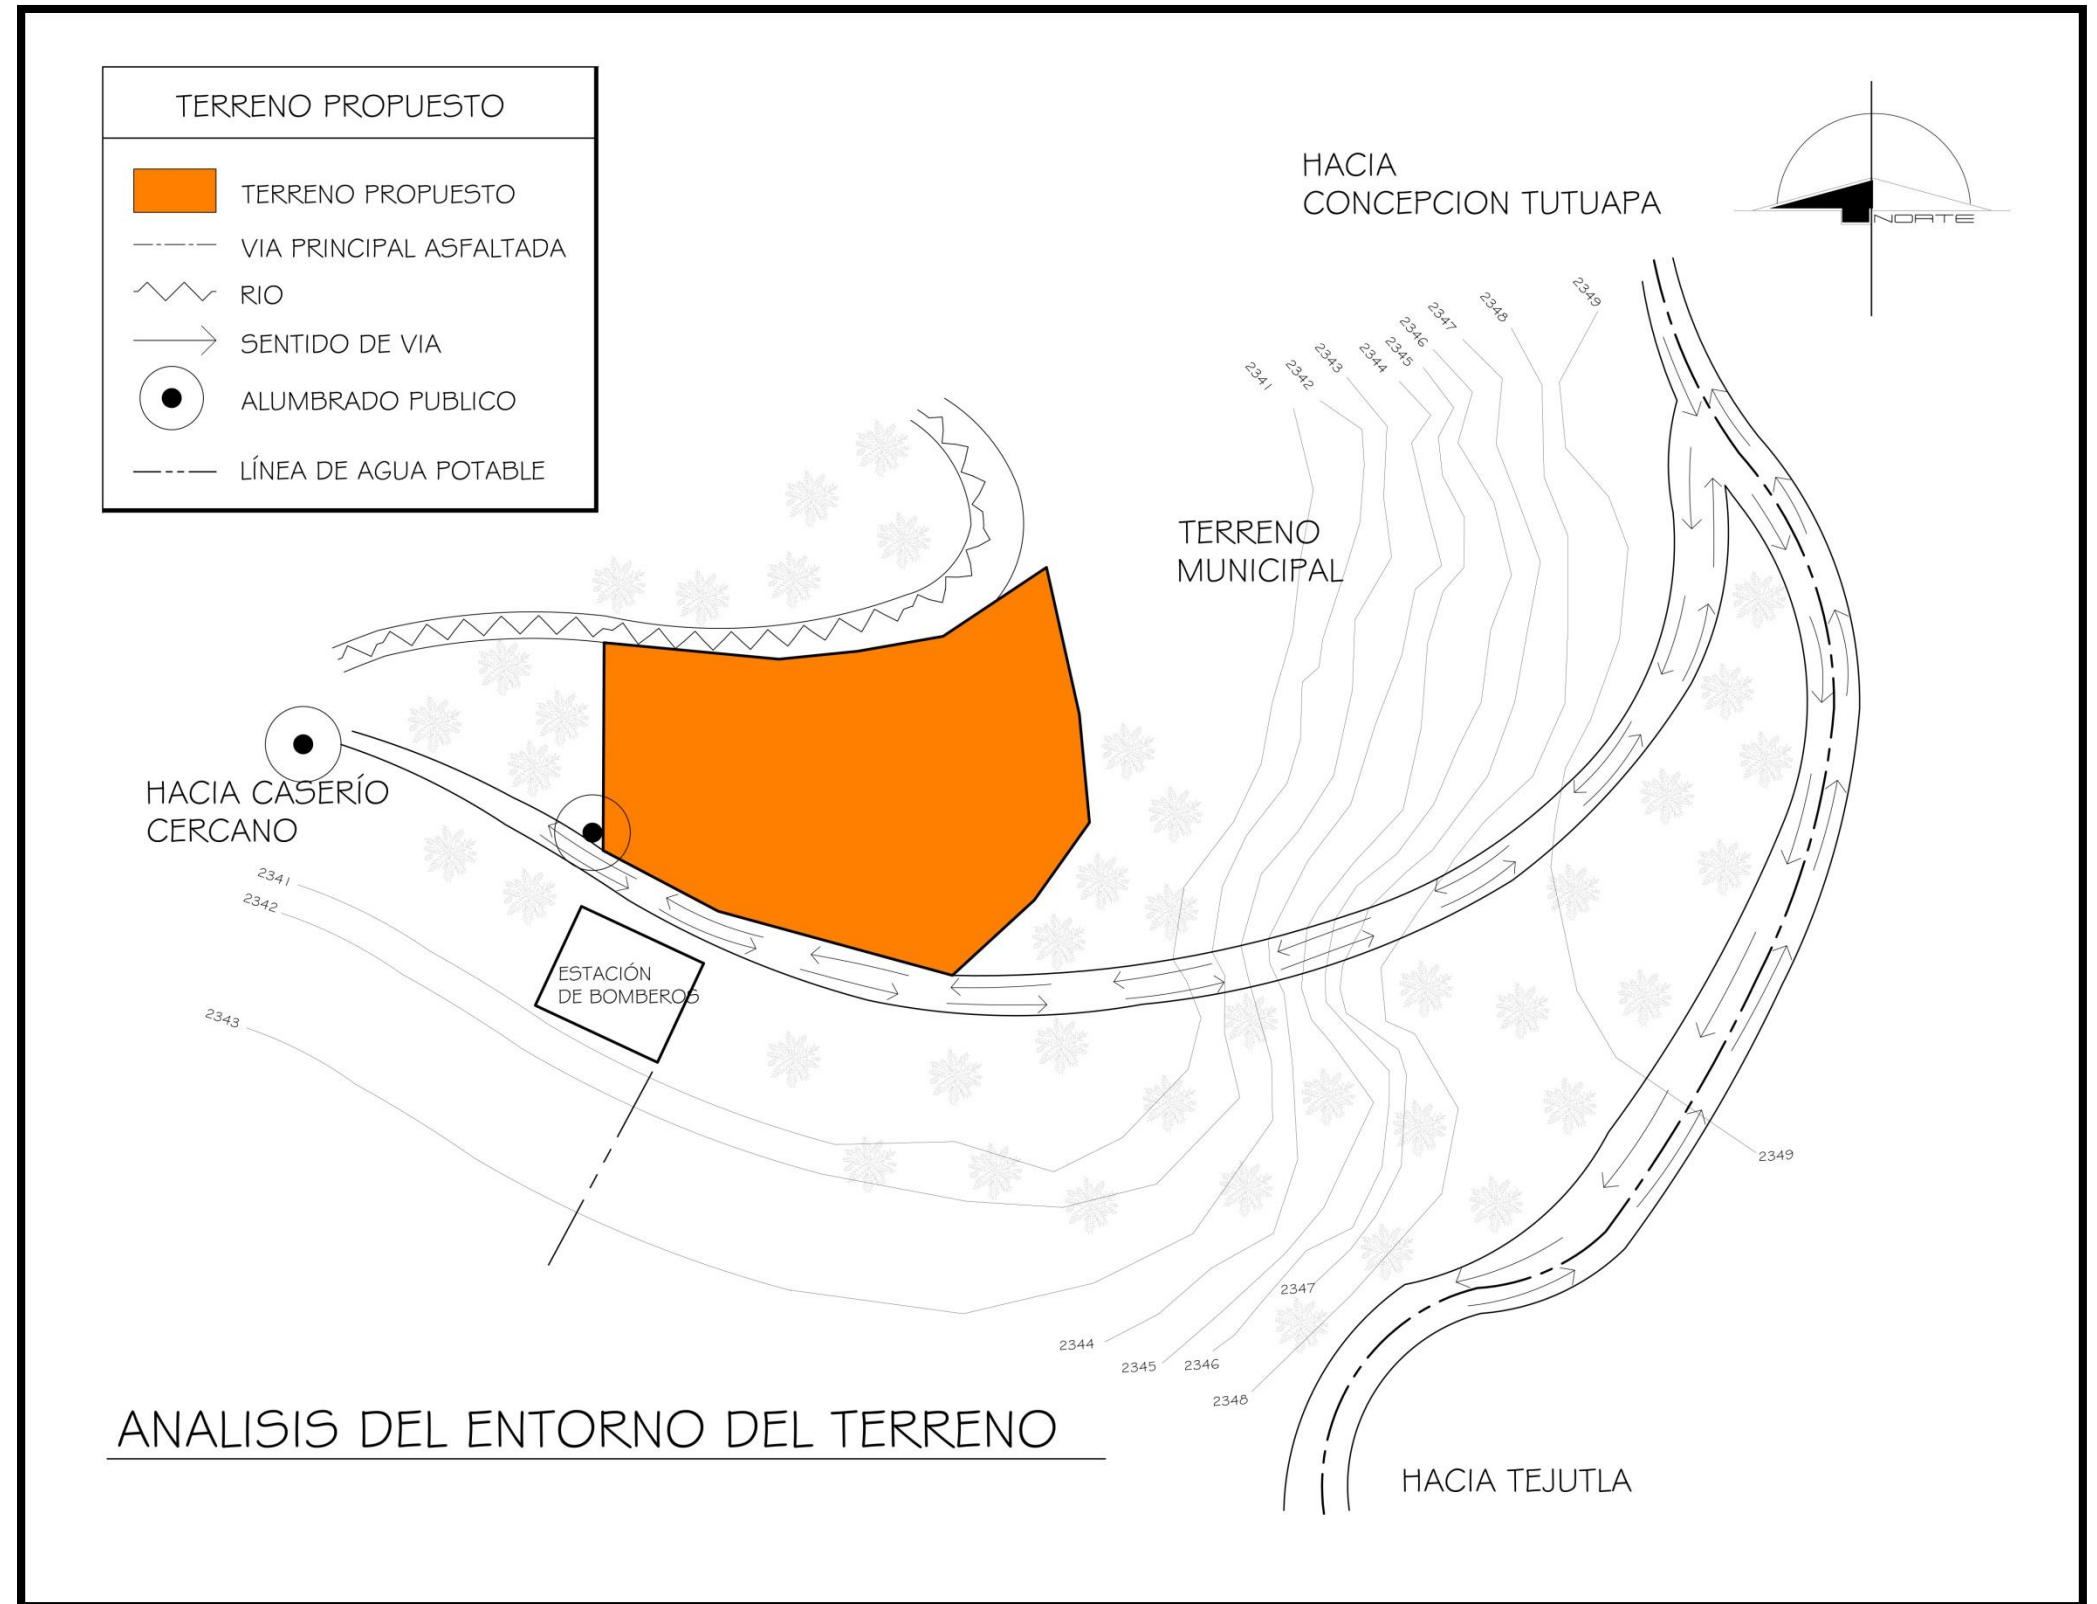 TERRENO PROPUESTO
TERRENO PROPUESTO
VIA PRINCIPAL ASFALTADA
RIO
SENTIDO DE VIA
ALUMBRADO PUBLICO
LÍNEA DE AGUA POTABLE
HACIA
CONCEPCION TUTUAPA
NORTE
2341
2342
2343
2344
2345
2346
2347
2348
2349
TERRENO
MUNICIPAL
HACIA CASERÍO
CERCANO
2341
2342
2343
ESTACIÓN
DE BOMBEROS
2349
2347
2344
2345
2346
2348
ANALISIS DEL ENTORNO DEL TERRENO
HACIA TEJUTLA